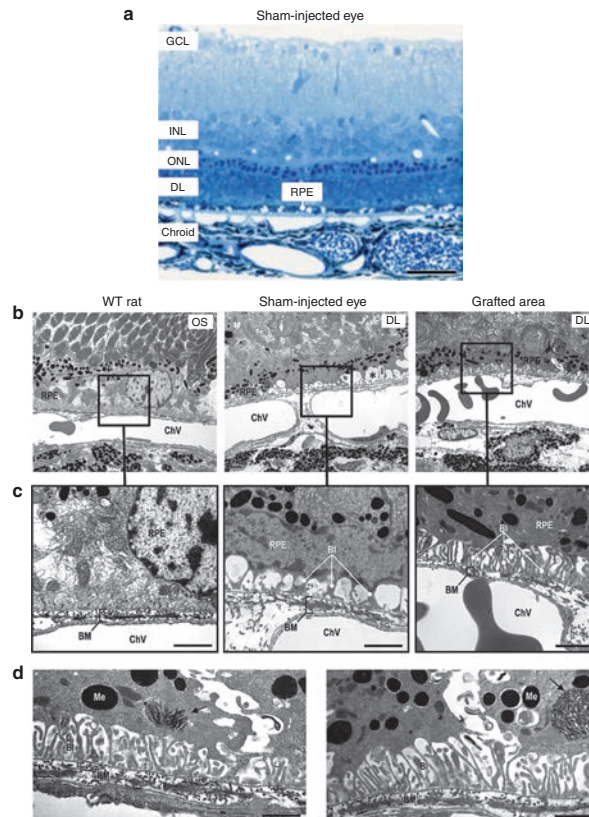 a
Sham-injected eye
GCL
INL
ONL
DL
RPE
Chroid
WT rat
Sham-injected eye
Grafted area
b
OS
RPE
ChV
DL
RPE
*
ChV
DL
RPE
ChV
c
RPE
BM
ChV
RPE
BI
BM
ChV
BI
RPE
BM
ChV
d
Me
BI
BM
Me
BI
BM